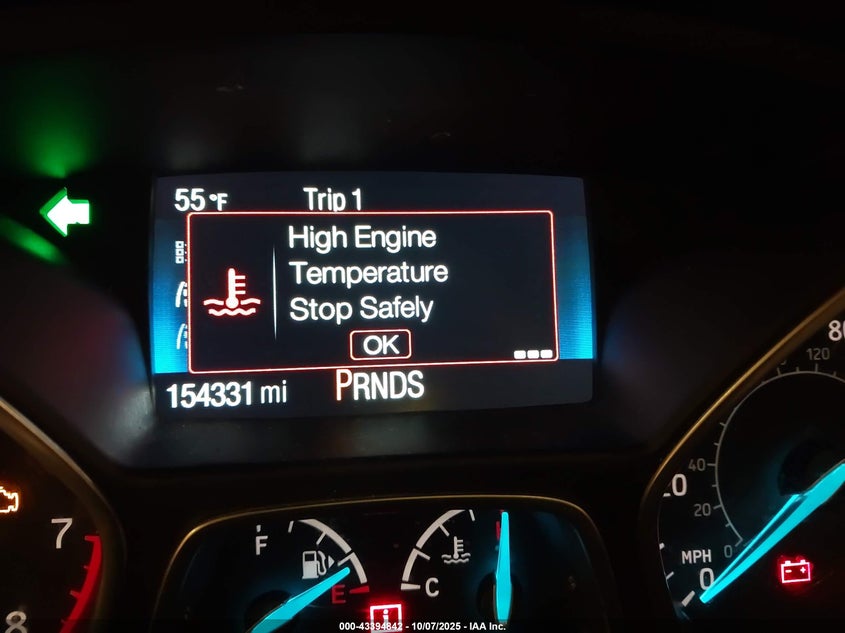 55°F Trip 1
High Engine
Temperature
Stop Safely
OK
154331 mi PRNDS
7
8
F
E
C
H
80
120
40
20
0
MPH
0
000-43394842 - 10/07/2025 - IAA Inc.